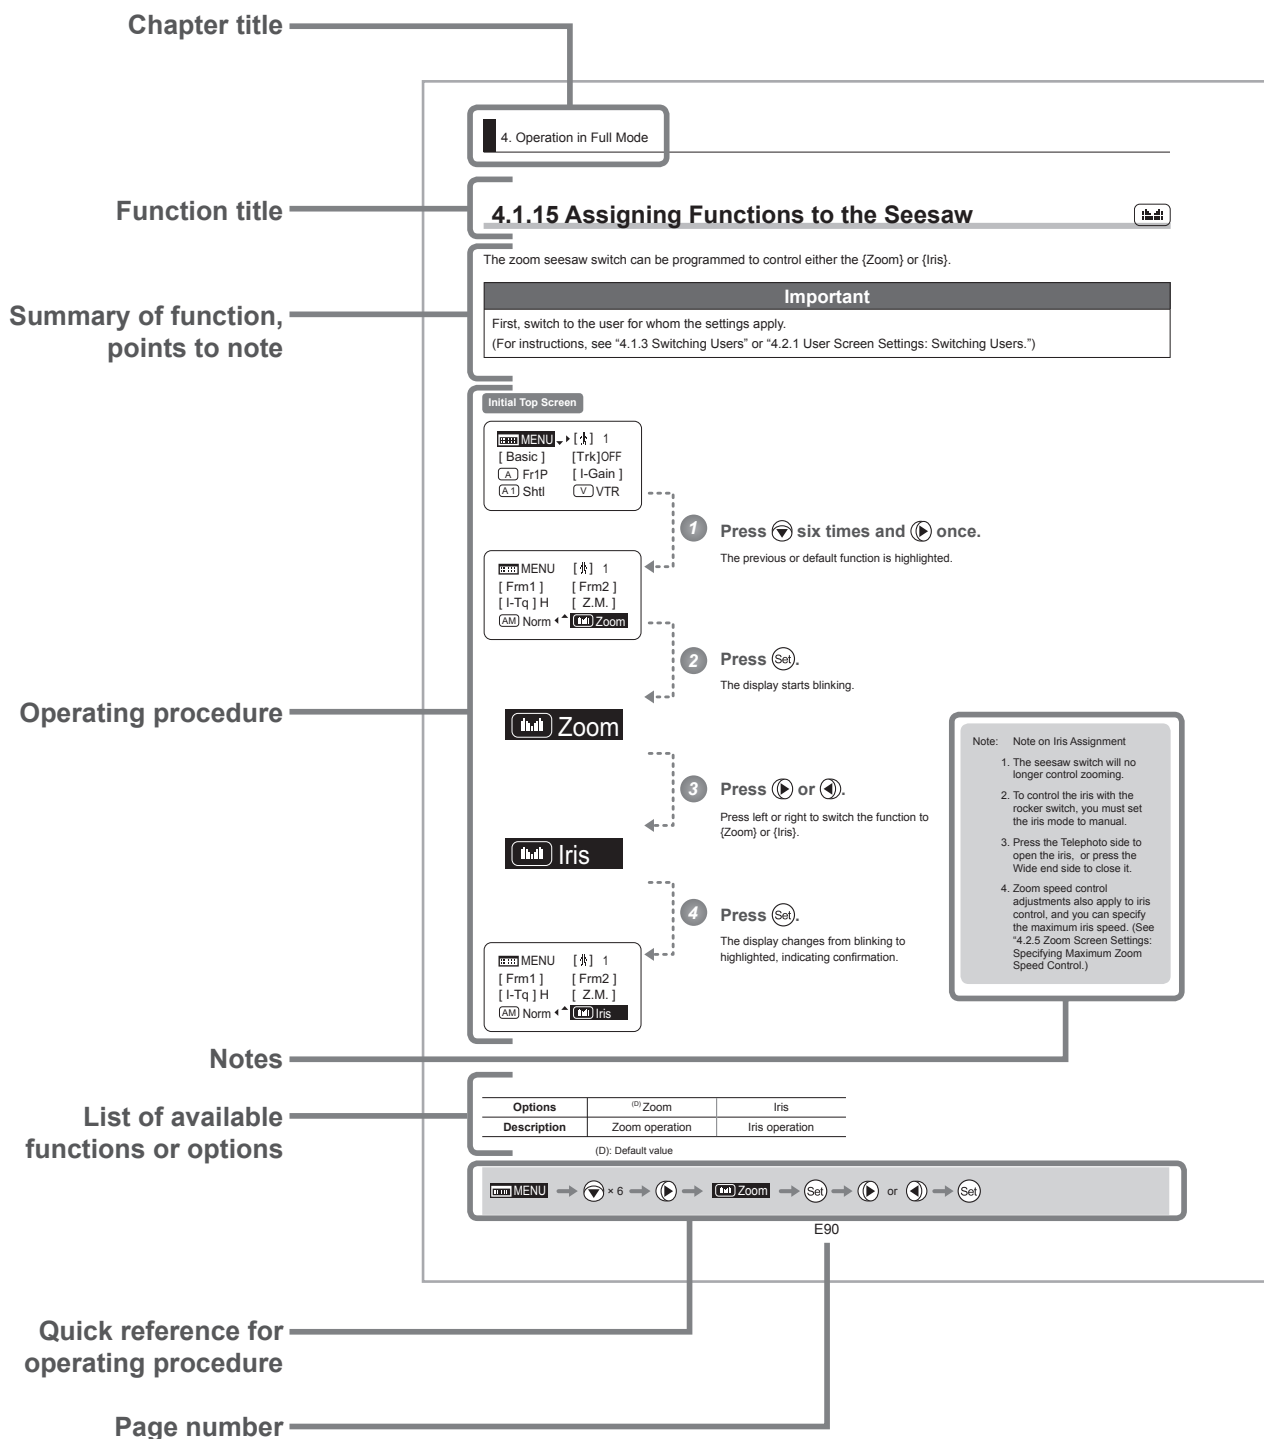 Chapter title
4. Operation in Full Mode
Function title
4.1.15 Assigning Functions to the Seesaw
The zoom seesaw switch can be programmed to control either the {Zoom} or {Iris}.
Summary of function,
points to note
Important
First, switch to the user for whom the settings apply.
(For instructions, see “4.1.3 Switching Users” or “4.2.1 User Screen Settings: Switching Users.”)
Operating procedure
Initial Top Screen
MENU [ ] 1
[ Basic ] [Trk]OFF
A Fr1P [ I-Gain ]
A1 Shtl V VTR
1 Press six times and once.
The previous or default function is highlighted.
MENU [ ] 1
[ Frm1 ] [ Frm2 ]
[ I-Tq ] H [ Z.M. ]
AM Norm Zoom
2 Press Set.
The display starts blinking.
Zoom
3 Press or .
Press left or right to switch the function to
{Zoom} or {Iris}.
Iris
4 Press Set.
The display changes from blinking to
highlighted, indicating confirmation.
MENU [ ] 1
[ Frm1 ] [ Frm2 ]
[ I-Tq ] H [ Z.M. ]
AM Norm Iris
Note: Note on Iris Assignment
1. The seesaw switch will no
longer control zooming.
2. To control the iris with the
rocker switch, you must set
the iris mode to manual.
3. Press the Telephoto side to
open the iris, or press the
Wide end side to close it.
4. Zoom speed control
adjustments also apply to iris
control, and you can specify
the maximum iris speed. (See
“4.2.5 Zoom Screen Settings:
Specifying Maximum Zoom
Speed Control.)
Notes
List of available
functions or options
Options (D) Zoom Iris
Description Zoom operation Iris operation
(D): Default value
MENU × 6 Zoom Set or Set
E90
Quick reference for
operating procedure
Page number